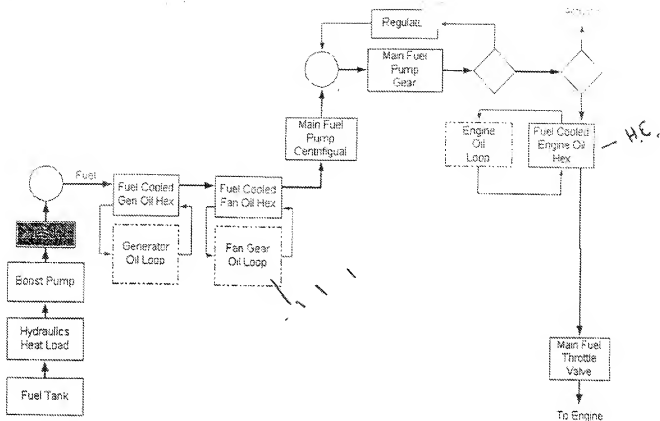 Regulat
Main Fuel
Pump
Gear
Main Fuel
Pump
Centrifigual
Engine
Oil
Loop
Fuel Cooled
Engine Oil
Hex
H.E.
Fuel
Fuel Cooled
Gen Oil Hex
Fuel Cooled
Fan Oil Hex
Generator
Oil Loop
Fan Gear
Oil Loop
Boost Pump
Hydraulics
Heat Load
Fuel Tank
Main Fuel
Throttle
Valve
To Engine